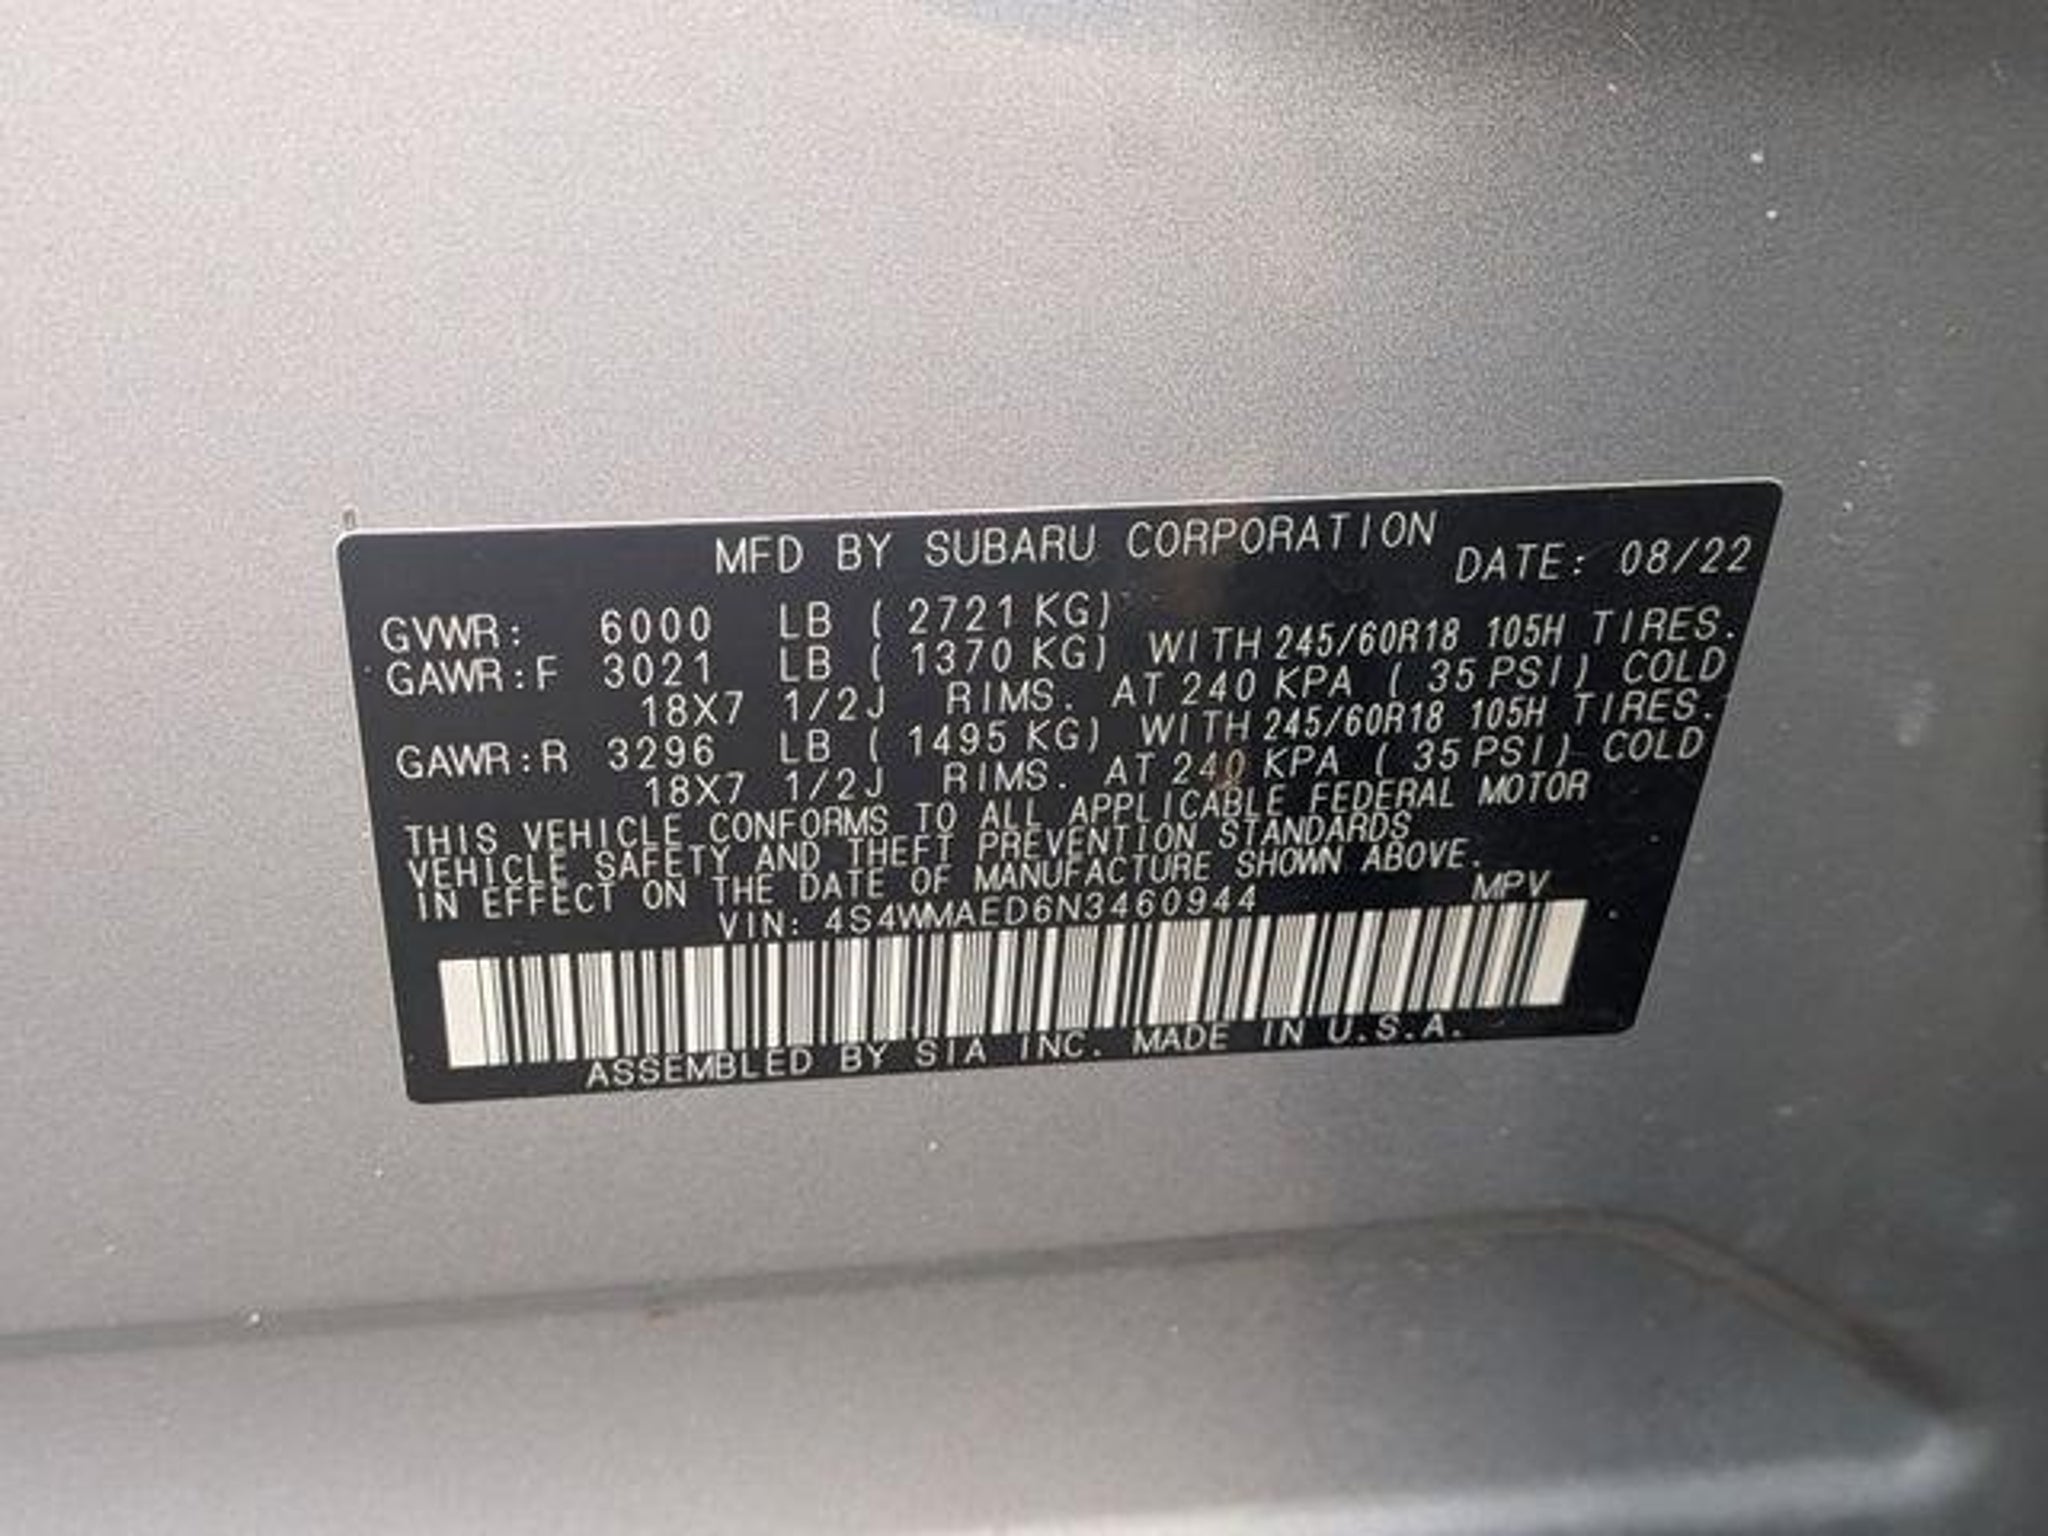 MFD BY SUBARU CORPORATION DATE: 08/22
GVWR: 6000 LB ( 2721 KG)
GAWR:F 3021 LB ( 1370 KG) WITH 245/60R18 105H TIRES.
18X7 1/2J RIMS. AT 240 KPA ( 35 PSI) COLD
GAWR:R 3296 LB ( 1495 KG) WITH 245/60R18 105H TIRES.
18X7 1/2J RIMS. AT 240 KPA ( 35 PSI) COLD
THIS VEHICLE CONFORMS TO ALL APPLICABLE FEDERAL MOTOR
VEHICLE SAFETY AND THEFT PREVENTION STANDARDS
IN EFFECT ON THE DATE OF MANUFACTURE SHOWN ABOVE.
VIN: 4S4WMAED6N3460944 MPV
ASSEMBLED BY SIA INC. MADE IN U.S.A.